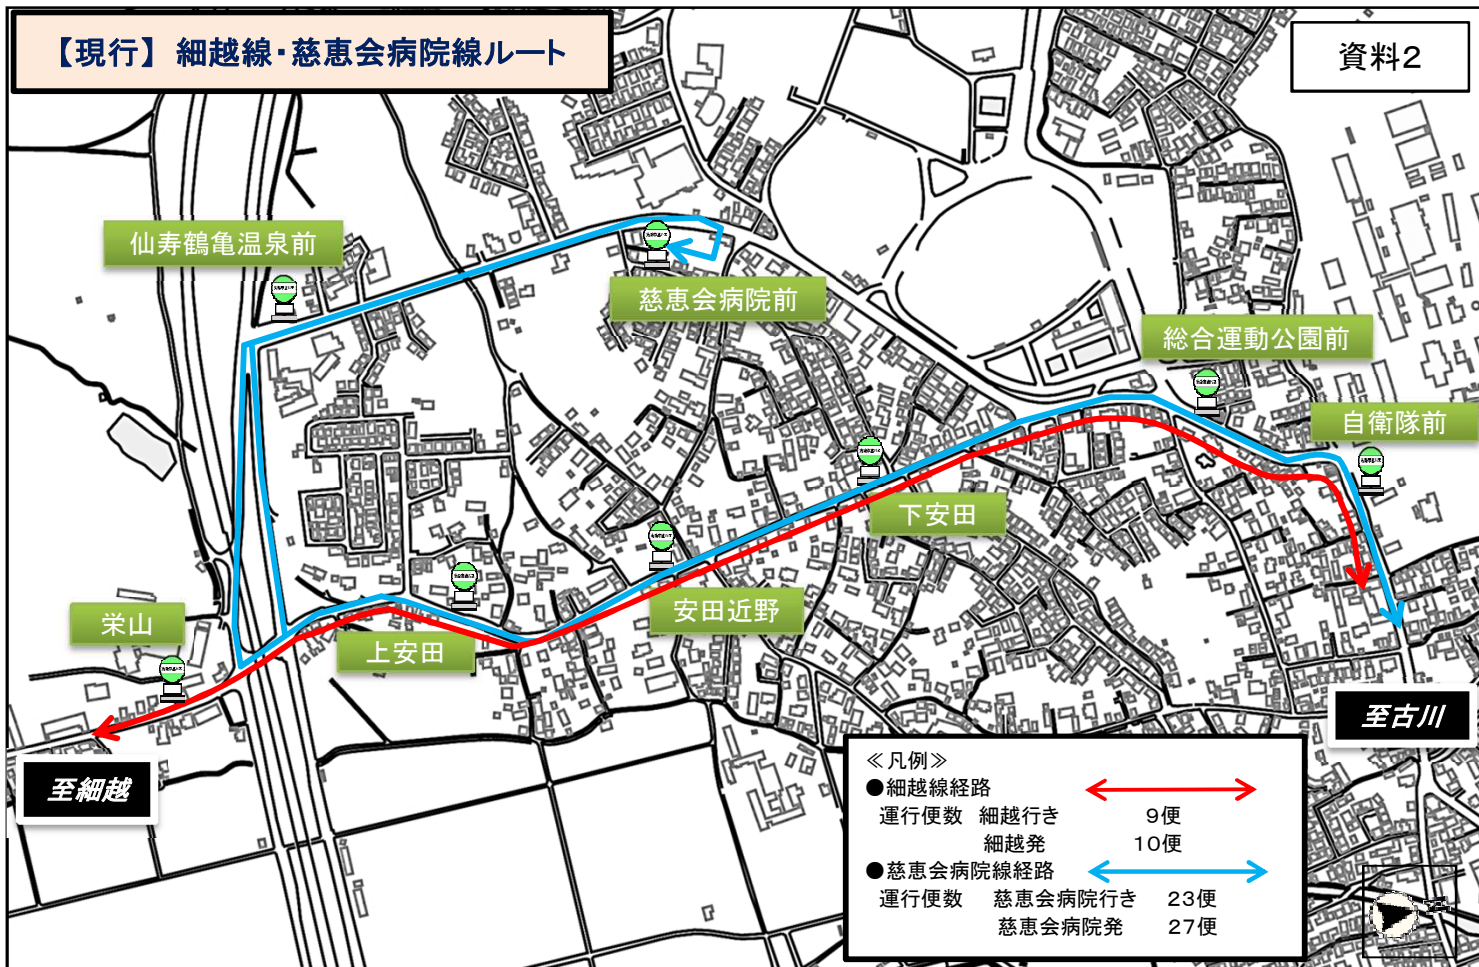 【現行】 細越線・慈恵会病院線ルート
資料2
仙寿鶴亀温泉前
慈恵会病院前
総合運動公園前
自衛隊前
下安田
安田近野
上安田
栄山
至細越
至古川
≪凡例≫
●細越線経路
運行便数 細越行き 9便
細越発 10便
●慈恵会病院線経路
運行便数 慈恵会病院行き 23便
慈恵会病院発 27便